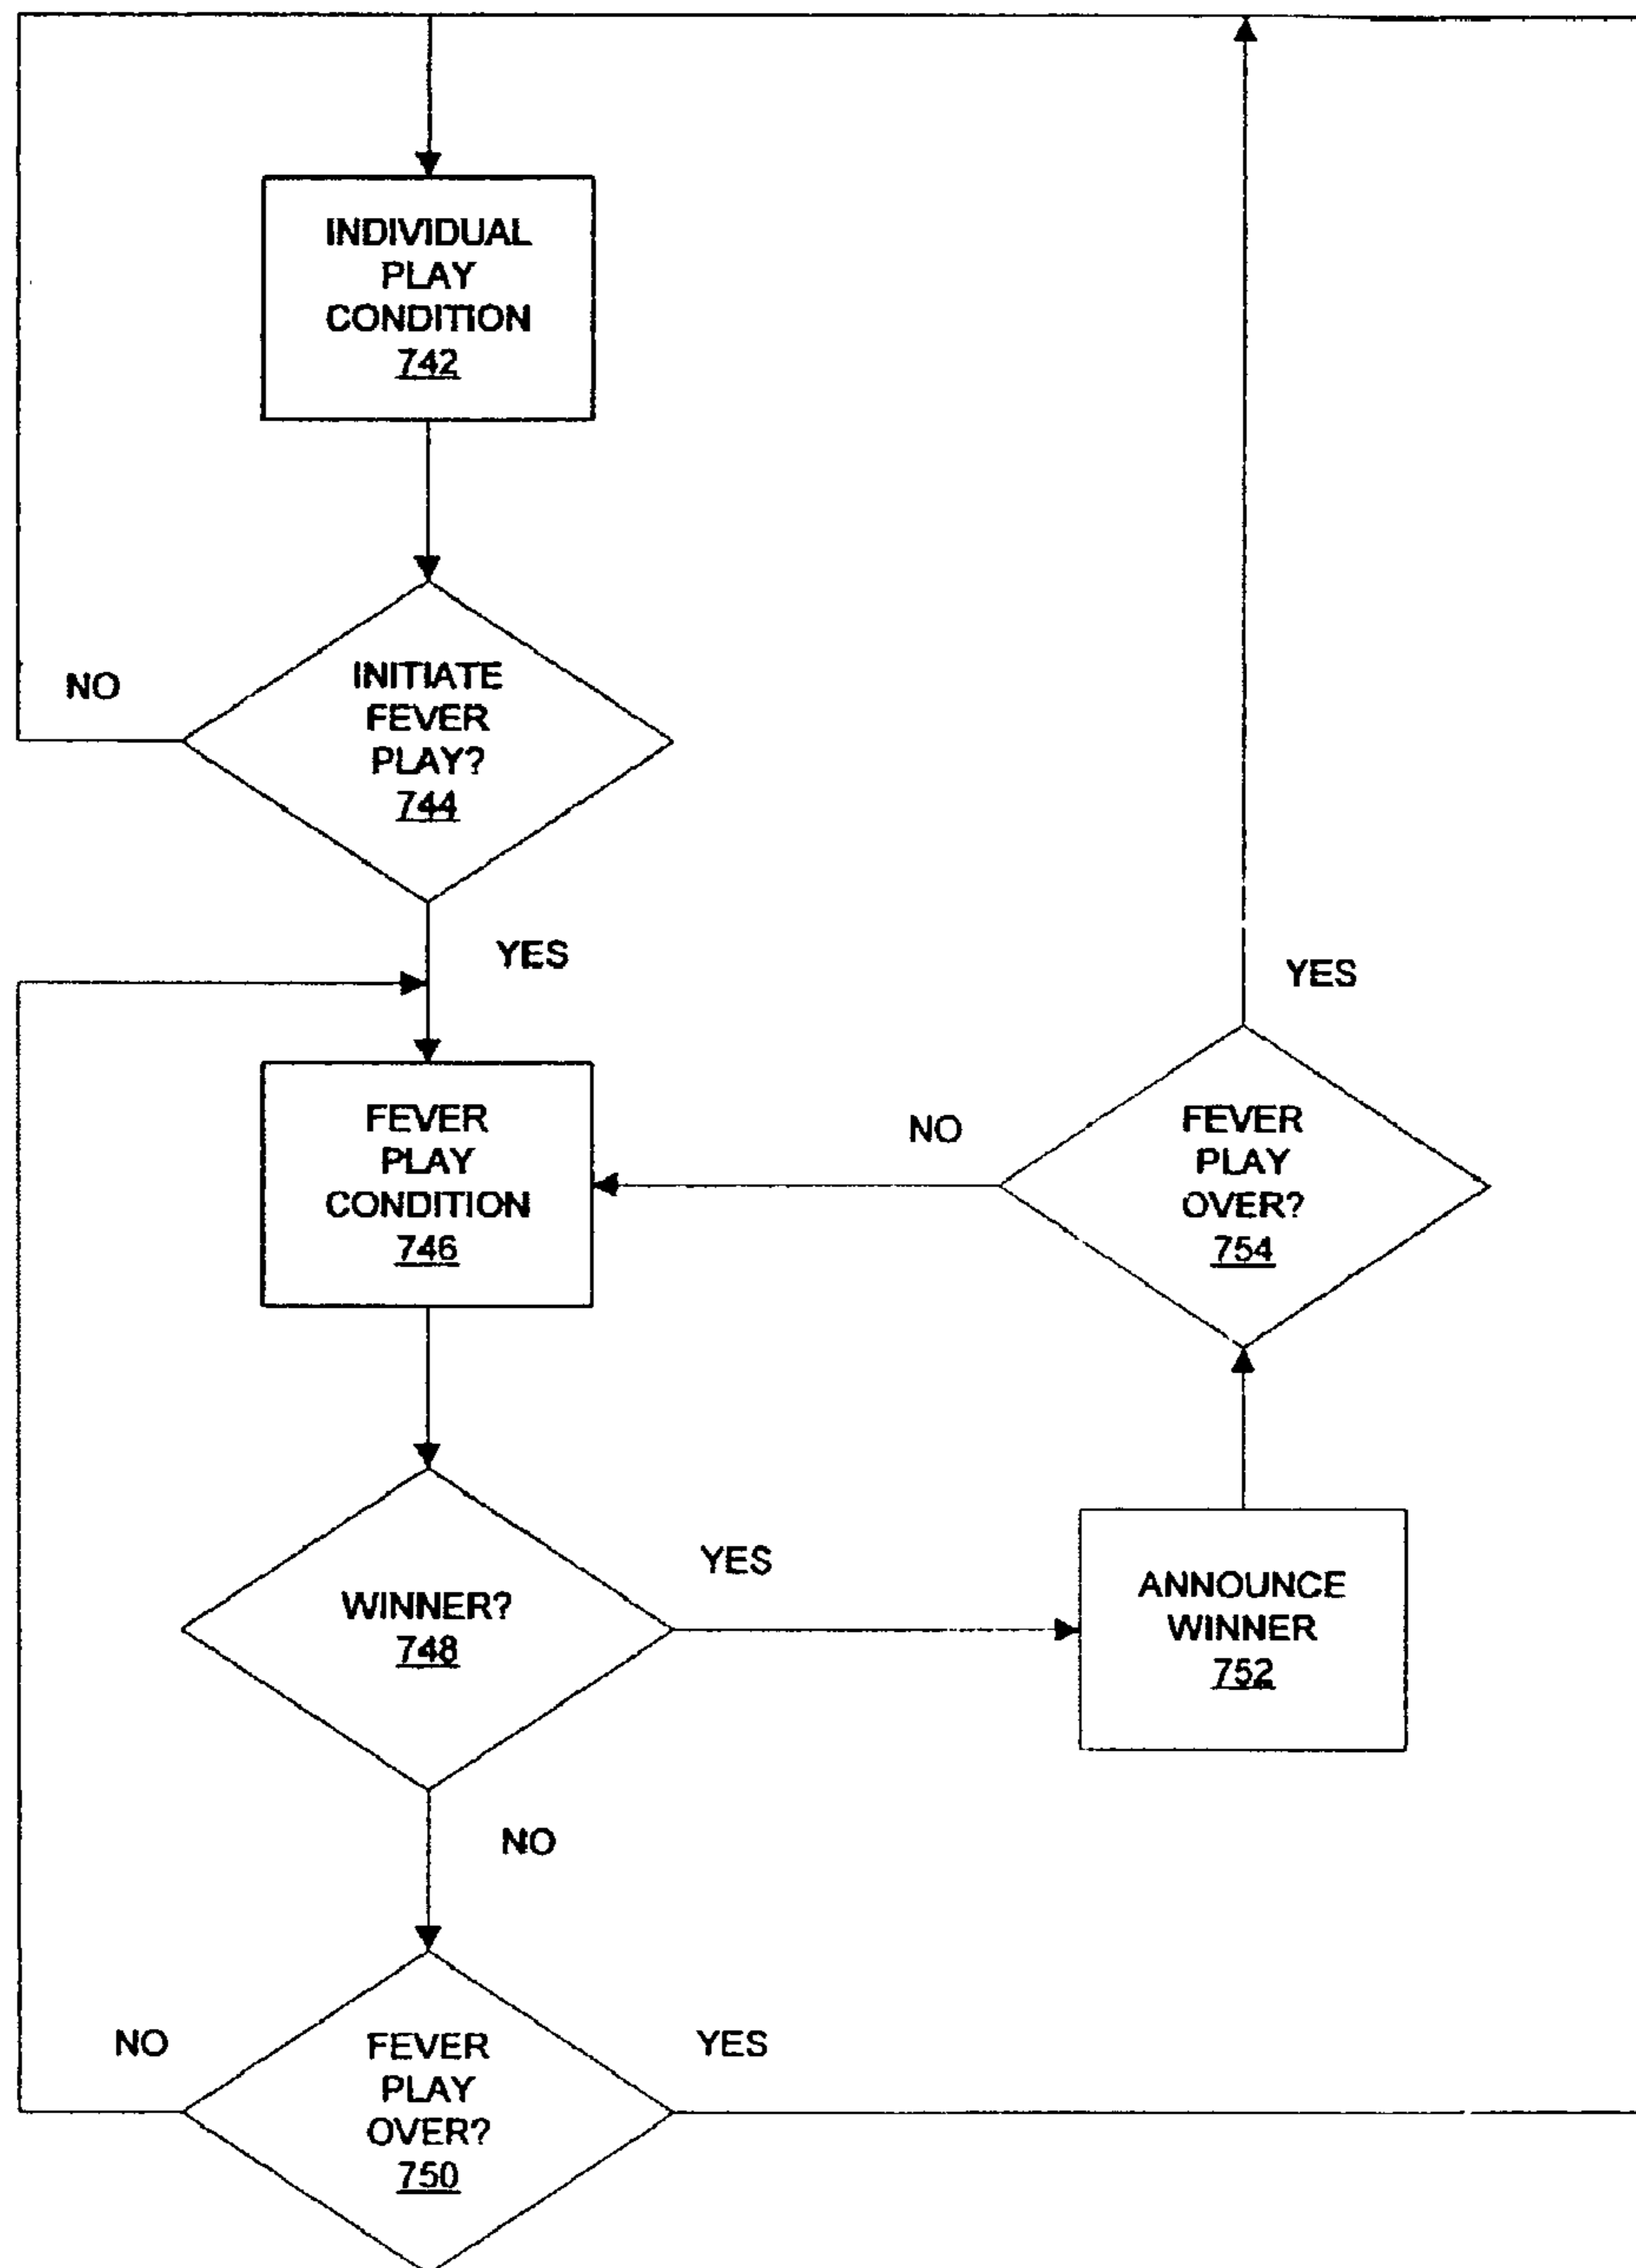 INDIVIDUAL
PLAY
CONDITION
742
NO
INITIATE
FEVER
PLAY?
744
YES
YES
FEVER
PLAY
CONDITION
746
NO
FEVER
PLAY
OVER?
754
WINNER?
748
YES
ANNOUNCE
WINNER
752
NO
NO
FEVER
PLAY
OVER?
750
YES